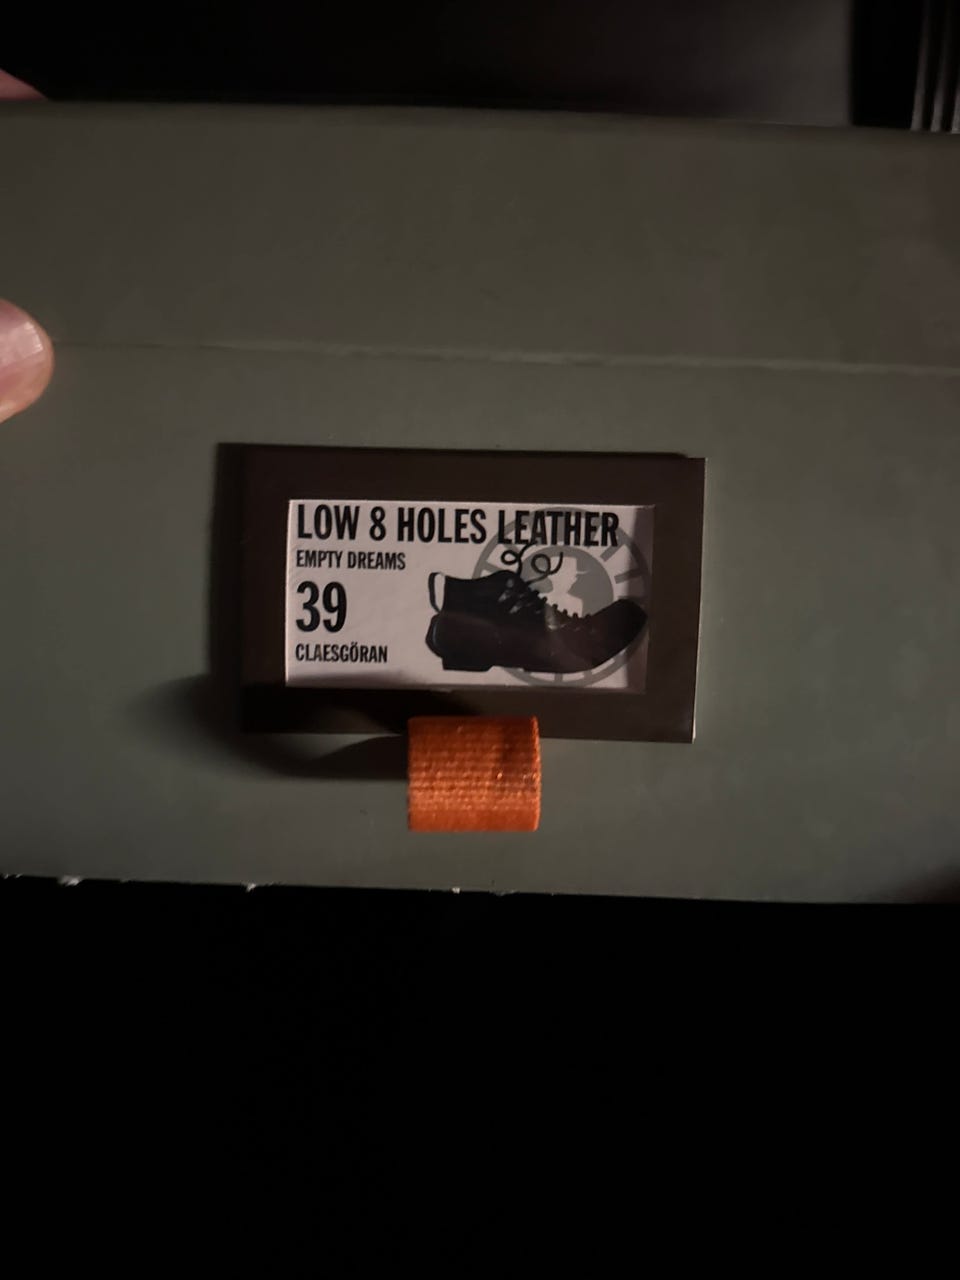 LOW 8 HOLES LEATHER
EMPTY DREAMS
39
CLAESGÖRAN